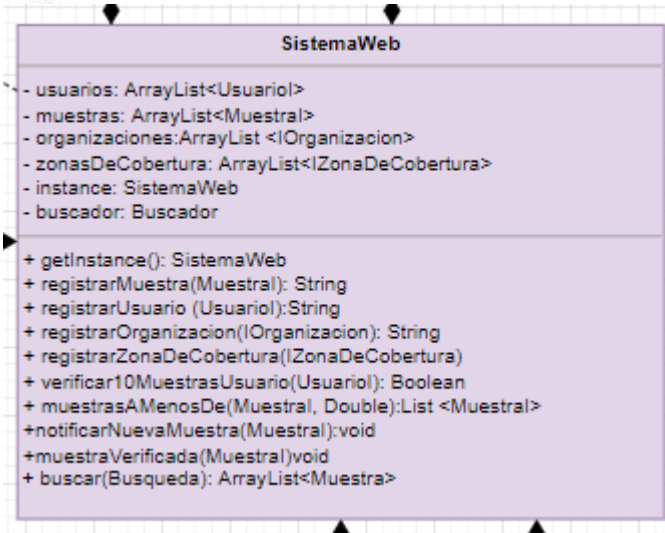 SistemaWeb
- usuarios: ArrayList<UsuarioI>
- muestras: ArrayList<MuestraI>
- organizaciones:ArrayList <IOrganizacion>
- zonasDeCobertura: ArrayList<IZonaDeCobertura>
- instance: SistemaWeb
- buscador: Buscador
+ getInstance(): SistemaWeb
+ registrarMuestra(MuestraI): String
+ registrarUsuario (UsuarioI):String
+ registrarOrganizacion(IOrganizacion): String
+ registrarZonaDeCobertura(IZonaDeCobertura)
+ verificar10MuestrasUsuario(UsuarioI): Boolean
+ muestrasAMenosDe(MuestraI, Double):List <MuestraI>
+notificarNuevaMuestra(MuestraI):void
+muestraVerificada(MuestraI)void
+ buscar(Busqueda): ArrayList<Muestra>